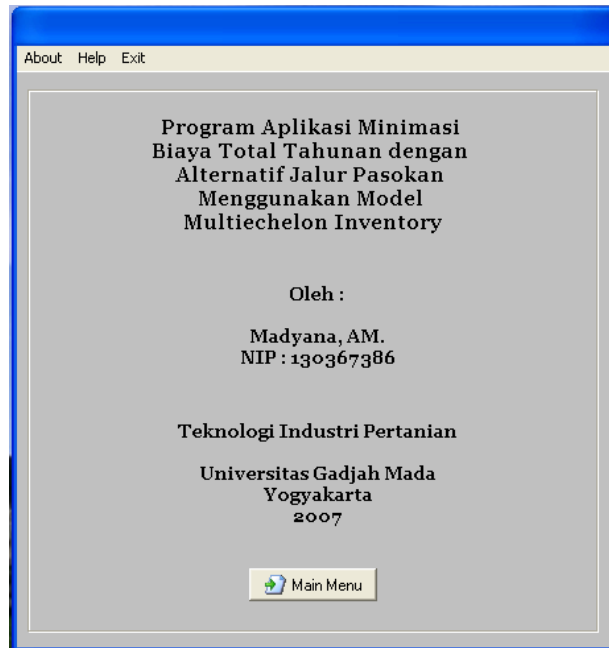 About Help Exit
Program Aplikasi Minimasi
Biaya Total Tahunan dengan
Alternatif Jalur Pasokan
Menggunakan Model
Multiechelon Inventory
Oleh :
Madyana, AM.
NIP : 130367386
Teknologi Industri Pertanian
Universitas Gadjah Mada
Yogyakarta
2007
Main Menu